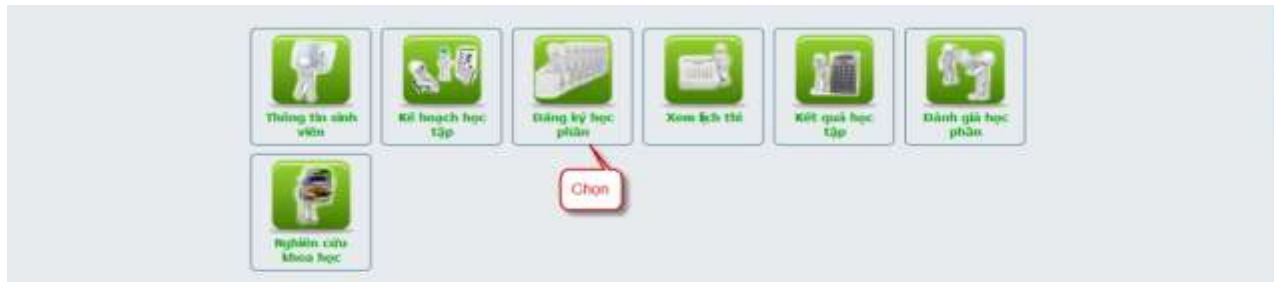 Thông tin sinh
viên
Kế hoạch học
tập
Đăng ký học
phần
Xem lịch thi
Kết quả học
tập
Đánh giá học
phần
Chọn
Nghiên cứu
khoa học